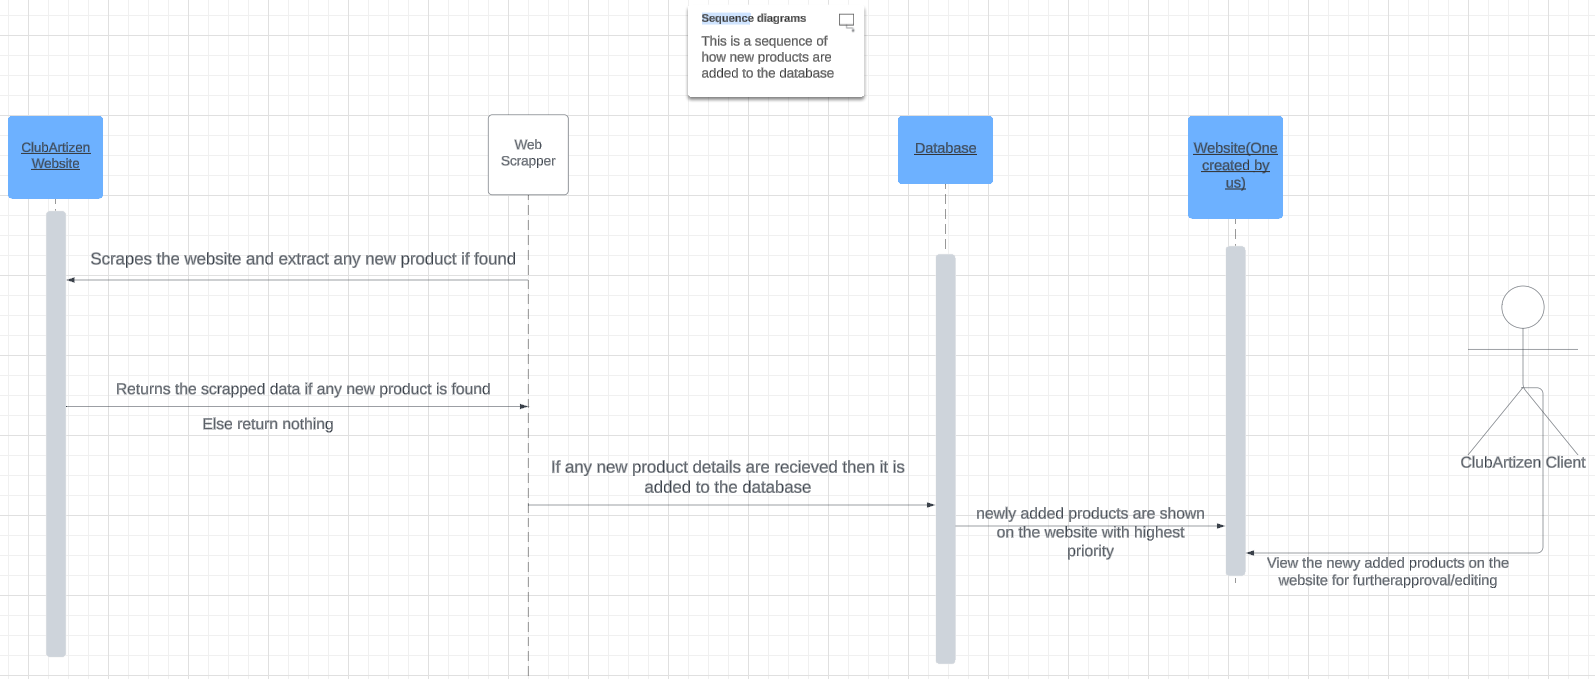 Sequence diagrams
This is a sequence of
how new products are
added to the database
ClubArtizen
Website
Web
Scrapper
Database
Website(One
created by
us)
Scrapes the website and extract any new product if found
Returns the scrapped data if any new product is found
Else return nothing
If any new product details are recieved then it is
added to the database
newly added products are shown
on the website with highest
priority
ClubArtizen Client
View the newy added products on the
website for furtherapproval/editing